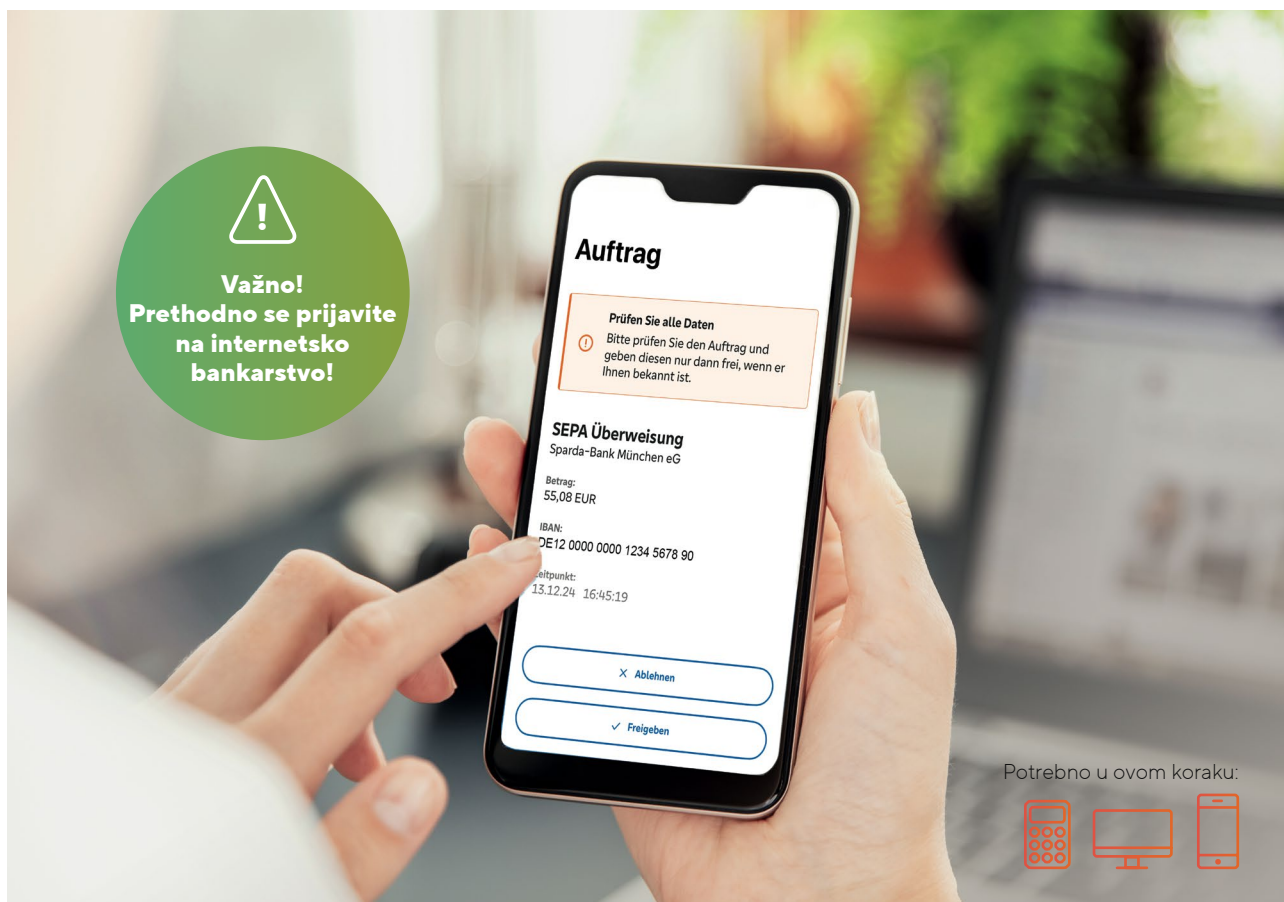 !
Važno!
Prethodno se prijavite
na internetsko
bankarstvo!
Auftrag
Prüfen Sie alle Daten
Bitte prüfen Sie den Auftrag und
geben diesen nur dann frei, wenn er
Ihnen bekannt ist.
SEPA Überweisung
Sparda-Bank München eG
Betrag:
55,08 EUR
IBAN:
DE12 0000 0000 1234 5678 90
Zeitpunkt:
13.12.24 16:45:19
Ablehnen
Freigeben
Potrebno u ovom koraku: